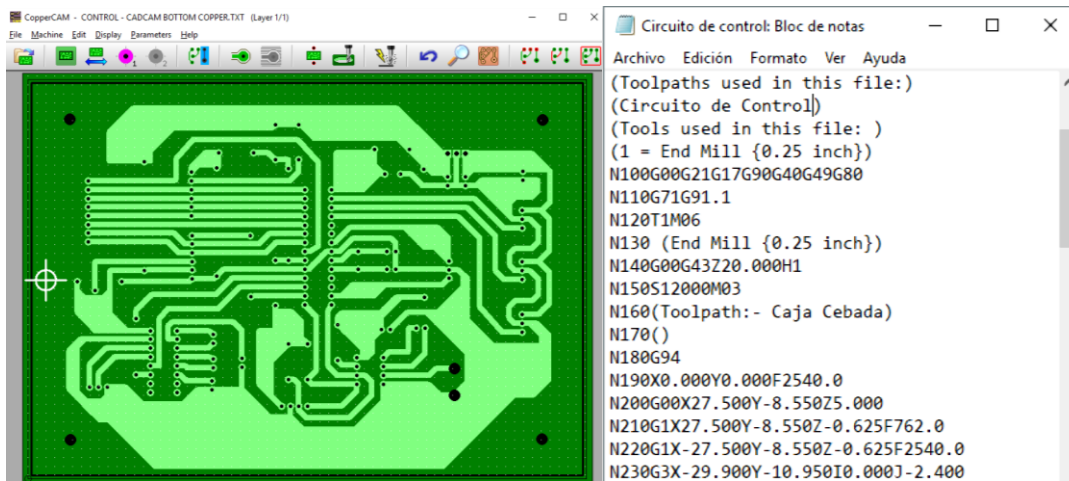 CopperCAM - CONTROL - CADCAM BOTTOM COPPER.TXT (Layer 1/1)
File Machine Edit Display Parameters Help
1 2
Circuito de control: Bloc de notas
Archivo Edición Formato Ver Ayuda
(Toolpaths used in this file:)
(Circuito de Control)
(Tools used in this file: )
(1 = End Mill {0.25 inch})
N100G00G21G17G90G40G49G80
N110G71G91.1
N120T1M06
N130 (End Mill {0.25 inch})
N140G00G43Z20.000H1
N150S12000M03
N160(Toolpath:- Caja Cebada)
N170()
N180G94
N190X0.000Y0.000F2540.0
N200G00X27.500Y-8.550Z5.000
N210G1X27.500Y-8.550Z-0.625F762.0
N220G1X-27.500Y-8.550Z-0.625F2540.0
N230G3X-29.900Y-10.950I0.000J-2.400